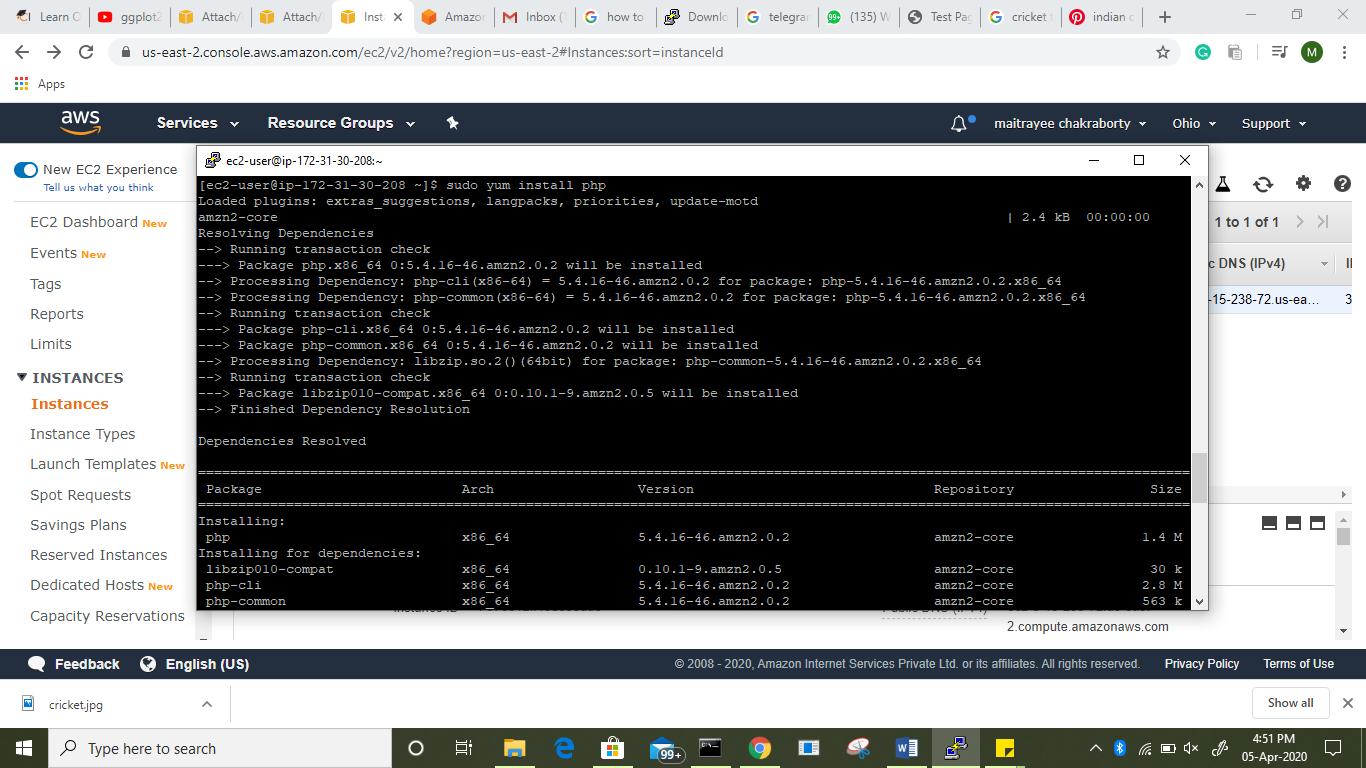 Learn C
ggplot2
Attach/
Attach/
Inst
Amazon
Inbox (1
how to
Downlo
telegran
(135) W
Test Pag
cricket t
indian c
us-east-2.console.aws.amazon.com/ec2/v2/home?region=us-east-2#Instances:sort=instanceId
M
Apps
aws
Services
Resource Groups
maitrayee chakraborty
Ohio
Support
New EC2 Experience
Tell us what you think
EC2 Dashboard New
Events New
Tags
Reports
Limits
INSTANCES
Instances
Instance Types
Launch Templates New
Spot Requests
Savings Plans
Reserved Instances
Dedicated Hosts New
Capacity Reservations
ec2-user@ip-172-31-30-208:~
[ec2-user@ip-172-31-30-208 ~]$ sudo yum install php
Loaded plugins: extras_suggestions, langpacks, priorities, update-motd
amzn2-core | 2.4 kB 00:00:00
Resolving Dependencies
--> Running transaction check
---> Package php.x86_64 0:5.4.16-46.amzn2.0.2 will be installed
--> Processing Dependency: php-cli(x86-64) = 5.4.16-46.amzn2.0.2 for package: php-5.4.16-46.amzn2.0.2.x86_64
--> Processing Dependency: php-common(x86-64) = 5.4.16-46.amzn2.0.2 for package: php-5.4.16-46.amzn2.0.2.x86_64
--> Running transaction check
---> Package php-cli.x86_64 0:5.4.16-46.amzn2.0.2 will be installed
---> Package php-common.x86_64 0:5.4.16-46.amzn2.0.2 will be installed
--> Processing Dependency: libzip.so.2()(64bit) for package: php-common-5.4.16-46.amzn2.0.2.x86_64
--> Running transaction check
---> Package libzip010-compat.x86_64 0:0.10.1-9.amzn2.0.5 will be installed
--> Finished Dependency Resolution
Dependencies Resolved
Package Arch Version Repository Size
Installing:
php x86_64 5.4.16-46.amzn2.0.2 amzn2-core 1.4 M
Installing for dependencies:
libzip010-compat x86_64 0.10.1-9.amzn2.0.5 amzn2-core 30 k
php-cli x86_64 5.4.16-46.amzn2.0.2 amzn2-core 2.8 M
php-common x86_64 5.4.16-46.amzn2.0.2 amzn2-core 563 k
1 to 1 of 1
c DNS (IPv4)
-15-238-72.us-ea... 3
2.compute.amazonaws.com
Feedback
English (US)
© 2008 - 2020, Amazon Internet Services Private Ltd. or its affiliates. All rights reserved.
Privacy Policy
Terms of Use
cricket.jpg
Show all
Type here to search
99+
4:51 PM
05-Apr-2020